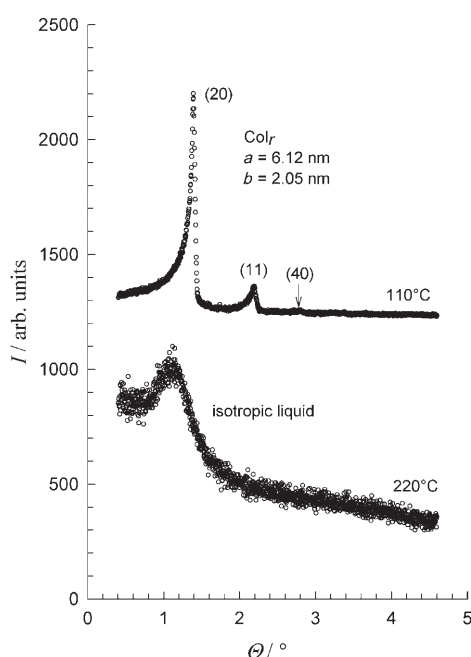 2500
2000
1500
1000
500
0
I / arb. units
(20)
Colr
a = 6.12 nm
b = 2.05 nm
(11)
(40)
110°C
isotropic liquid
220°C
0 1 2 3 4 5
Θ / °